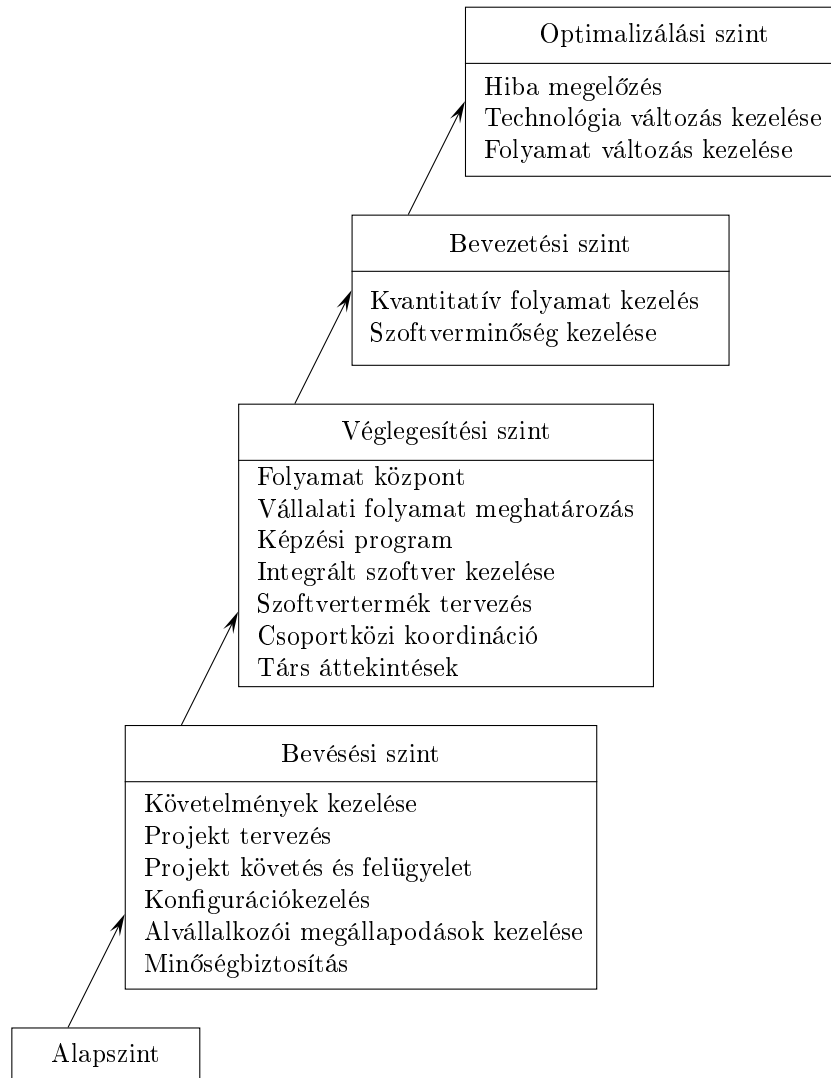 Optimalizálási szint
Hiba megelőzés
Technológia változás kezelése
Folyamat változás kezelése
Bevezetési szint
Kvantitatív folyamat kezelés
Szoftverminőség kezelése
Véglegesítési szint
Folyamat központ
Vállalati folyamat meghatározás
Képzési program
Integrált szoftver kezelése
Szoftvertermék tervezés
Csoportközi koordináció
Társ áttekintések
Bevésési szint
Követelmények kezelése
Projekt tervezés
Projekt követés és felügyelet
Konfigurációkezelés
Alvállalkozói megállapodások kezelése
Minőségbiztosítás
Alapszint